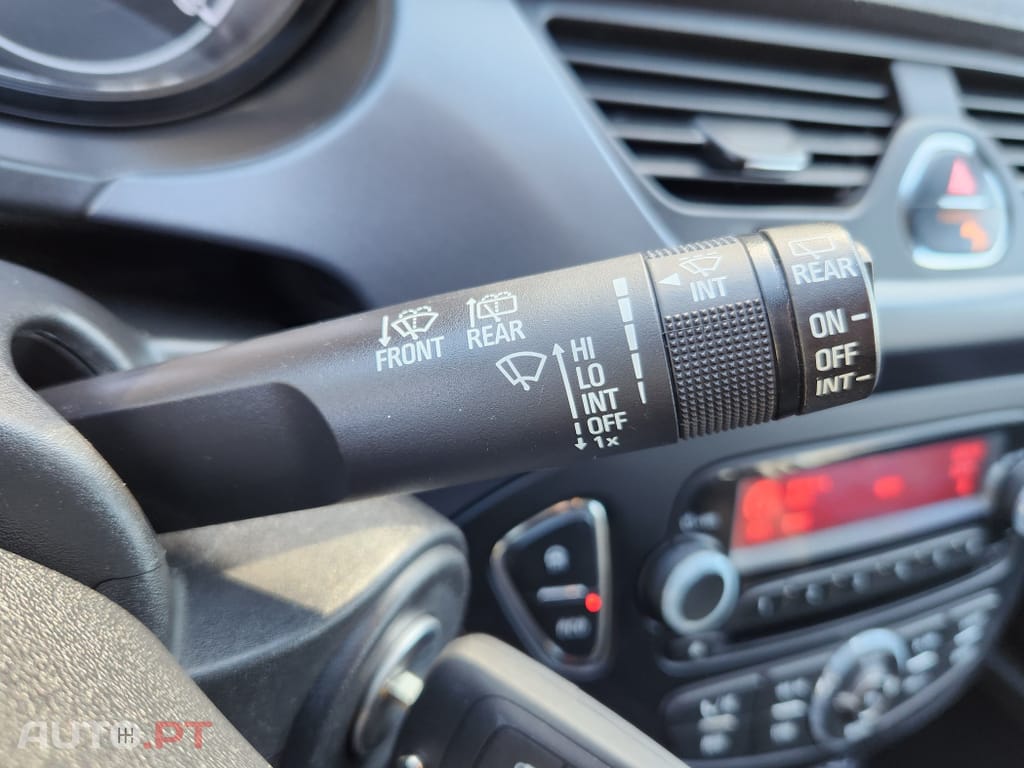 FRONT
REAR
HI
LO
INT
OFF
1x
INT
REAR
ON
OFF
INT
AUTO.PT